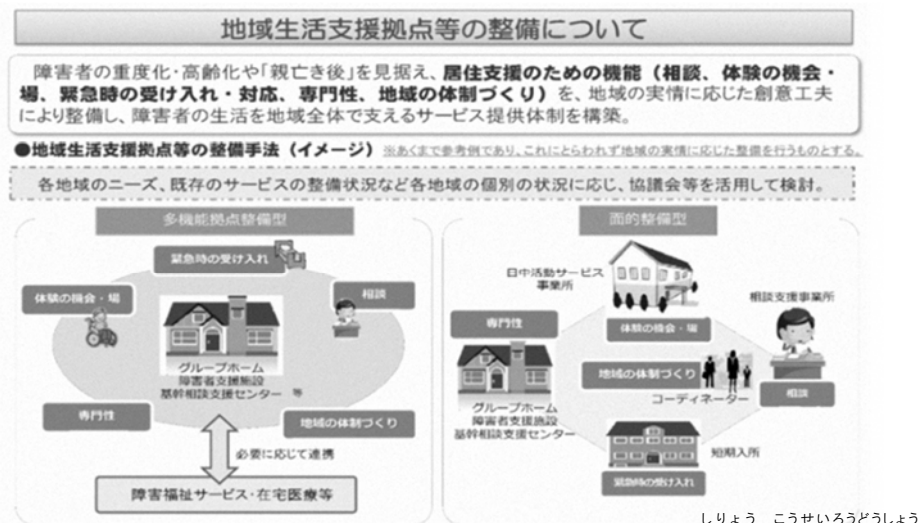 地域生活支援拠点等の整備について
障害者の重度化・高齢化や「親亡き後」を見据え、居住支援のための機能（相談、体験の機会・
場、緊急時の受け入れ・対応、専門性、地域の体制づくり）を、地域の実情に応じた創意工夫
により整備し、障害者の生活を地域全体で支えるサービス提供体制を構築。
●地域生活支援拠点等の整備手法（イメージ）※あくまで参考例であり、これにとらわれず地域の実情に応じた整備を行うものとする。
各地域のニーズ、既存のサービスの整備状況など各地域の個別の状況に応じ、協議会等を活用して検討。
多機能拠点整備型
緊急時の受け入れ
体験の機会・場
相談
グループホーム
障害者支援施設
基幹相談支援センター 等
専門性
地域の体制づくり
必要に応じて連携
障害福祉サービス・在宅医療等
面的整備型
日中活動サービス
事業所
相談支援事業所
専門性
体験の機会・場
地域の体制づくり
コーディネーター
相談
グループホーム
障害者支援施設
基幹相談支援センター
短期入所
緊急時の受け入れ
しりょう こうせいろうどうしょう